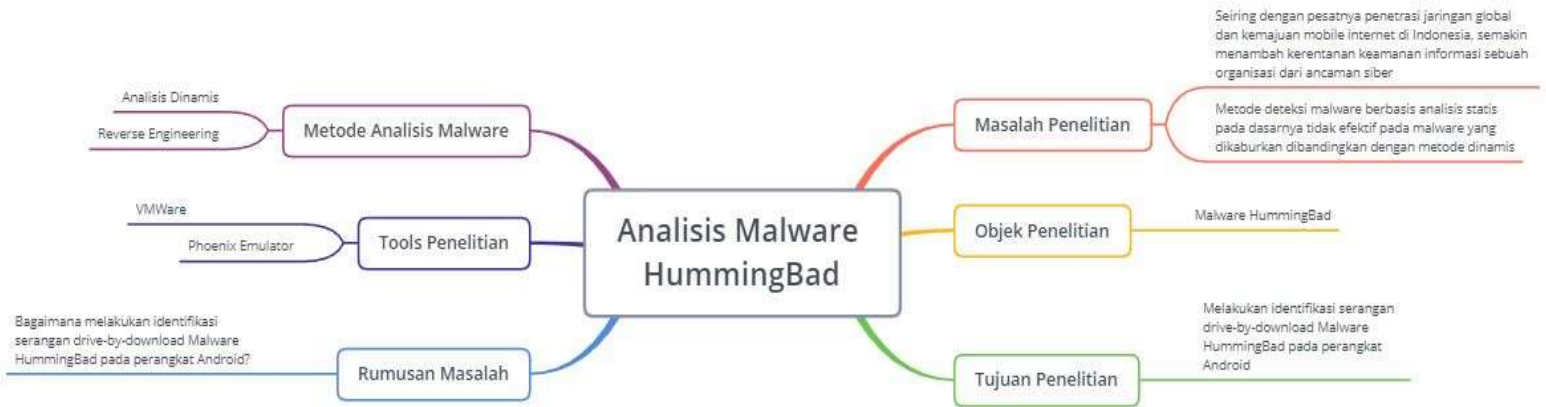 Analisis Malware
HummingBad
Metode Analisis Malware
Analisis Dinamis
Reverse Engineering
Tools Penelitian
VMWare
Phoenix Emulator
Rumusan Masalah
Bagaimana melakukan identifikasi
serangan drive-by-download Malware
HummingBad pada perangkat Android?
Masalah Penelitian
Seiring dengan pesatnya penetrasi jaringan global
dan kemajuan mobile internet di Indonesia, semakin
menambah kerentanan keamanan informasi sebuah
organisasi dari ancaman siber
Metode deteksi malware berbasis analisis statis
pada dasarnya tidak efektif pada malware yang
dikaburkan dibandingkan dengan metode dinamis
Objek Penelitian
Malware HummingBad
Tujuan Penelitian
Melakukan identifikasi serangan
drive-by-download Malware
HummingBad pada perangkat
Android